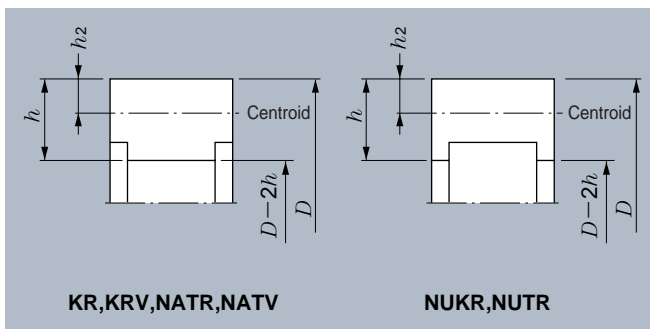 h2
h
Centroid
D−2h
D
KR,KRV,NATR,NATV
h2
h
Centroid
D−2h
D
NUKR,NUTR